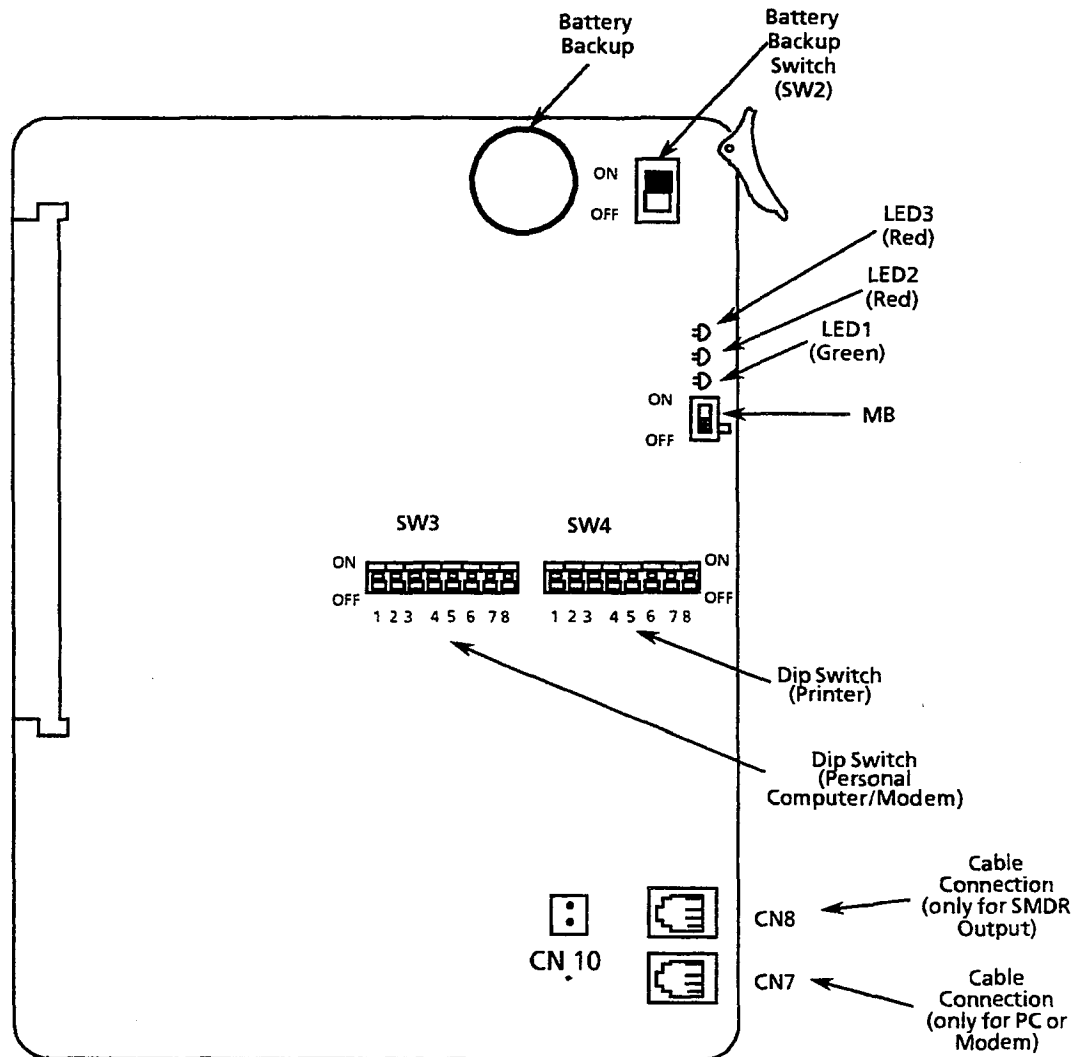 Battery
Backup
Battery
Backup
Switch
(SW2)
ON
OFF
LED3
(Red)
LED2
(Red)
LED1
(Green)
ON
OFF
MB
SW3
SW4
ON
OFF
ON
OFF
1 2 3 4 5 6 7 8
1 2 3 4 5 6 7 8
Dip Switch
(Printer)
Dip Switch
(Personal
Computer/Modem)
Cable
Connection
(only for SMDR
Output)
CN8
CN 10
CN7
Cable
Connection
(only for PC or
Modem)